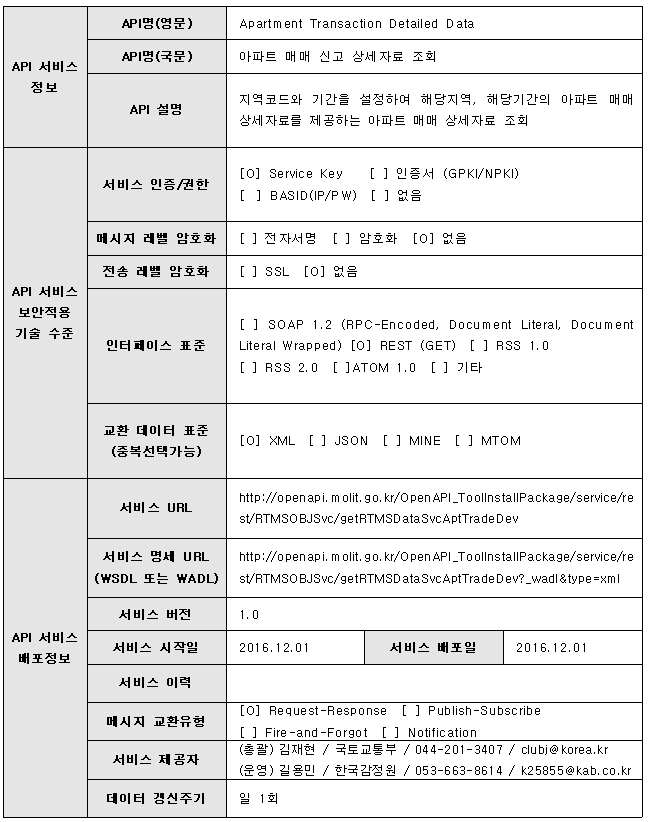 API 서비스
정보
API명(영문)
Apartment Transaction Detailed Data
API명(국문)
아파트 매매 신고 상세자료 조회
API 설명
지역코드와 기간을 설정하여 해당지역, 해당기간의 아파트 매매
상세자료를 제공하는 아파트 매매 상세자료 조회
API 서비스
보안적용
기술 수준
서비스 인증/권한
[O] Service Key [ ] 인증서 (GPKI/NPKI)
[ ] BASID(IP/PW) [ ] 없음
메시지 레벨 암호화
[ ] 전자서명 [ ] 암호화 [O] 없음
전송 레벨 암호화
[ ] SSL [O] 없음
인터페이스 표준
[ ] SOAP 1.2 (RPC-Encoded, Document Literal, Document
Literal Wrapped) [O] REST (GET) [ ] RSS 1.0
[ ] RSS 2.0 [ ]ATOM 1.0 [ ] 기타
교환 데이터 표준
(중복선택가능)
[O] XML [ ] JSON [ ] MINE [ ] MTOM
API 서비스
배포정보
서비스 URL
http://openapi.molit.go.kr/OpenAPI_ToolInstallPackage/service/re
st/RTMSOBJSvc/getRTMSDataSvcAptTradeDev
서비스 명세 URL
(WSDL 또는 WADL)
http://openapi.molit.go.kr/OpenAPI_ToolInstallPackage/service/re
st/RTMSOBJSvc/getRTMSDataSvcAptTradeDev?_wadl&type=xml
서비스 버전
1.0
서비스 시작일
2016.12.01
서비스 배포일
2016.12.01
서비스 이력
메시지 교환유형
[O] Request-Response [ ] Publish-Subscribe
[ ] Fire-and-Forgot [ ] Notification
서비스 제공자
(총괄) 김재현 / 국토교통부 / 044-201-3407 / clubj@korea.kr
(운영) 길용민 / 한국감정원 / 053-663-8614 / k25855@kab.co.kr
데이터 갱신주기
일 1회